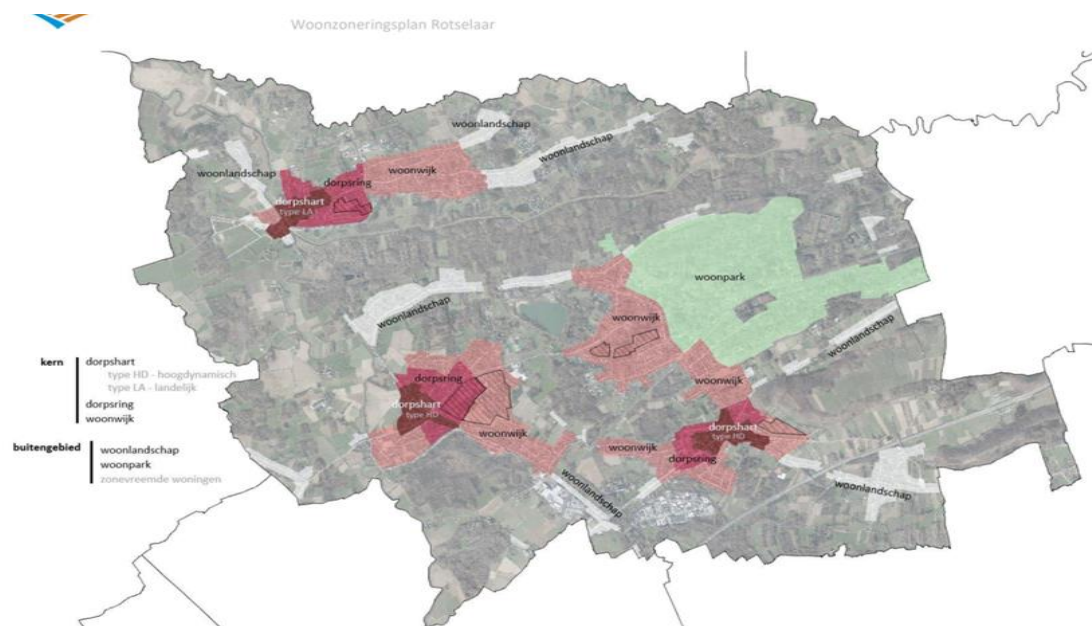 Woonzoneringsplan Rotselaar
woonlandschap
woonlandschap
woonwijk
woonlandschap
dorpsring
dorpshart
type LA
woonpark
woonlandschap
woonwijk
woonlandschap
kern
dorpshart
type HD - hoogdynamisch
type LA - landelijk
dorpsring
woonwijk
dorpsring
dorpshart
type HD
woonwijk
woonwijk
dorpshart
type HD
woonwijk
dorpsring
buitengebied
woonlandschap
woonpark
zonevreemde woningen
woonlandschap
woonlandschap